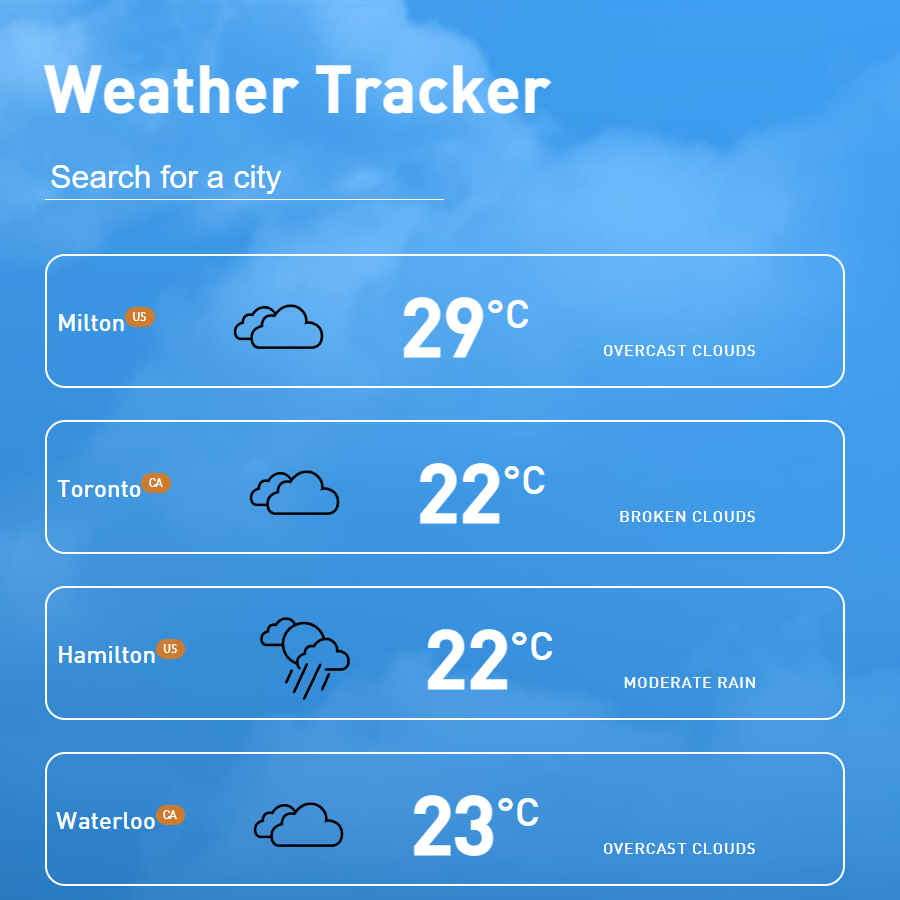 Weather Tracker
Search for a city
Milton US 29°C OVERCAST CLOUDS
Toronto CA 22°C BROKEN CLOUDS
Hamilton US 22°C MODERATE RAIN
Waterloo CA 23°C OVERCAST CLOUDS